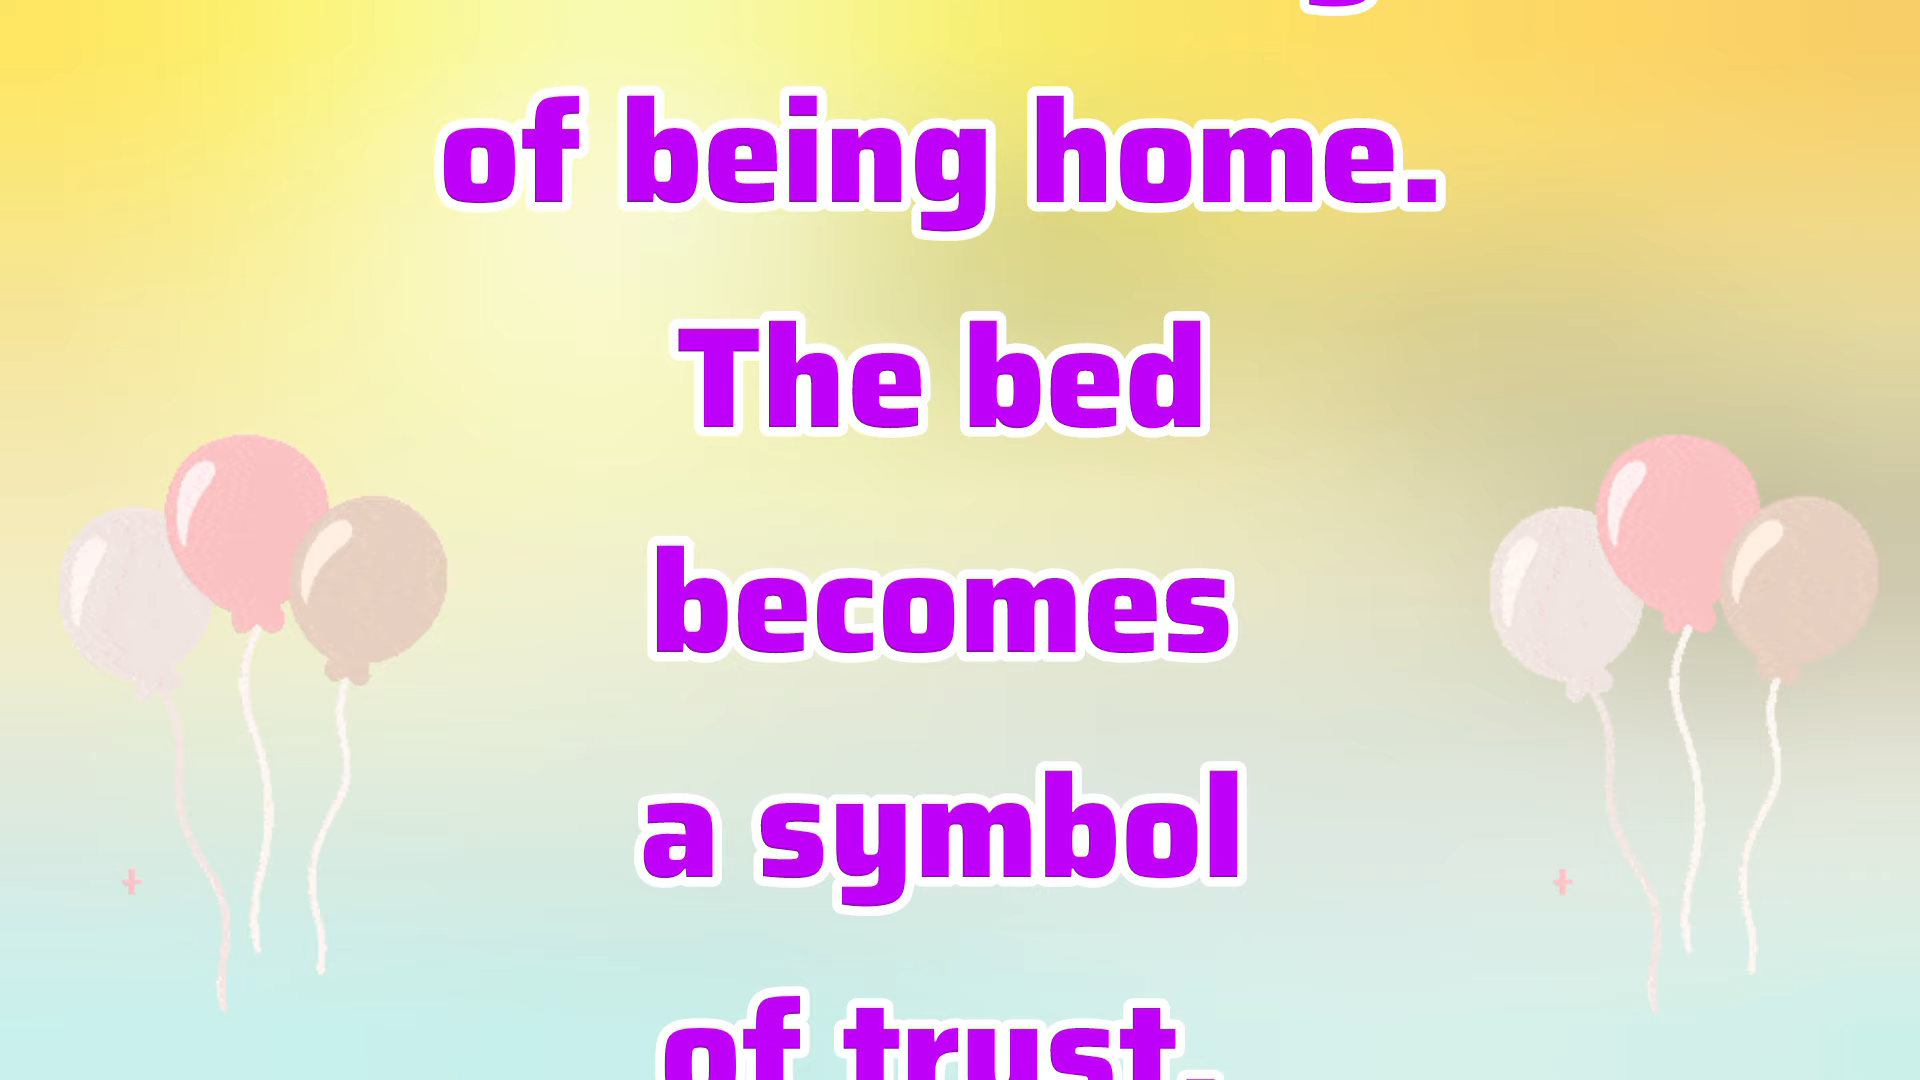 of being home.
The bed
becomes
a symbol
of trust,